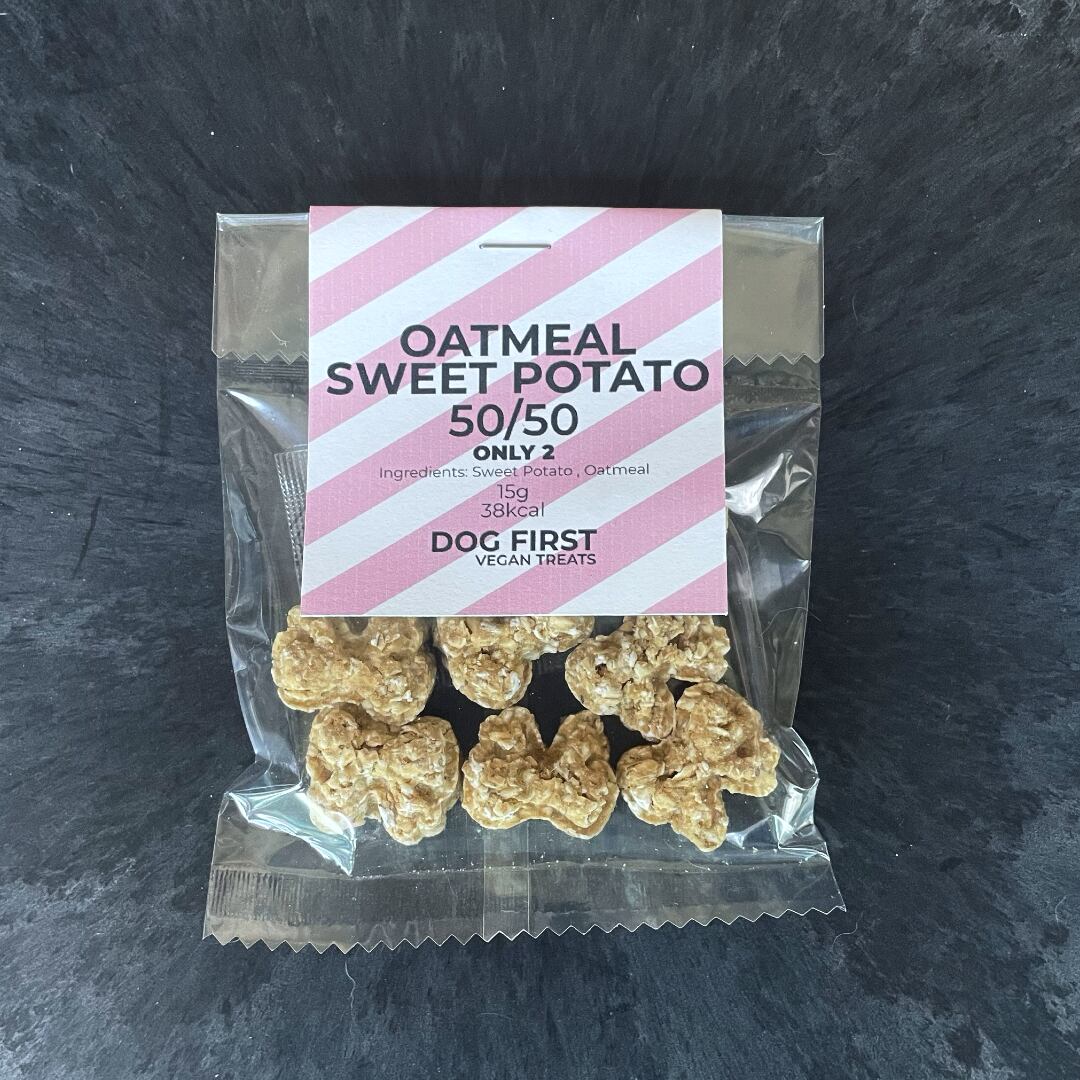 OATMEAL
SWEET POTATO
50/50
ONLY 2
Ingredients: Sweet Potato , Oatmeal
15g
38kcal
DOG FIRST
VEGAN TREATS